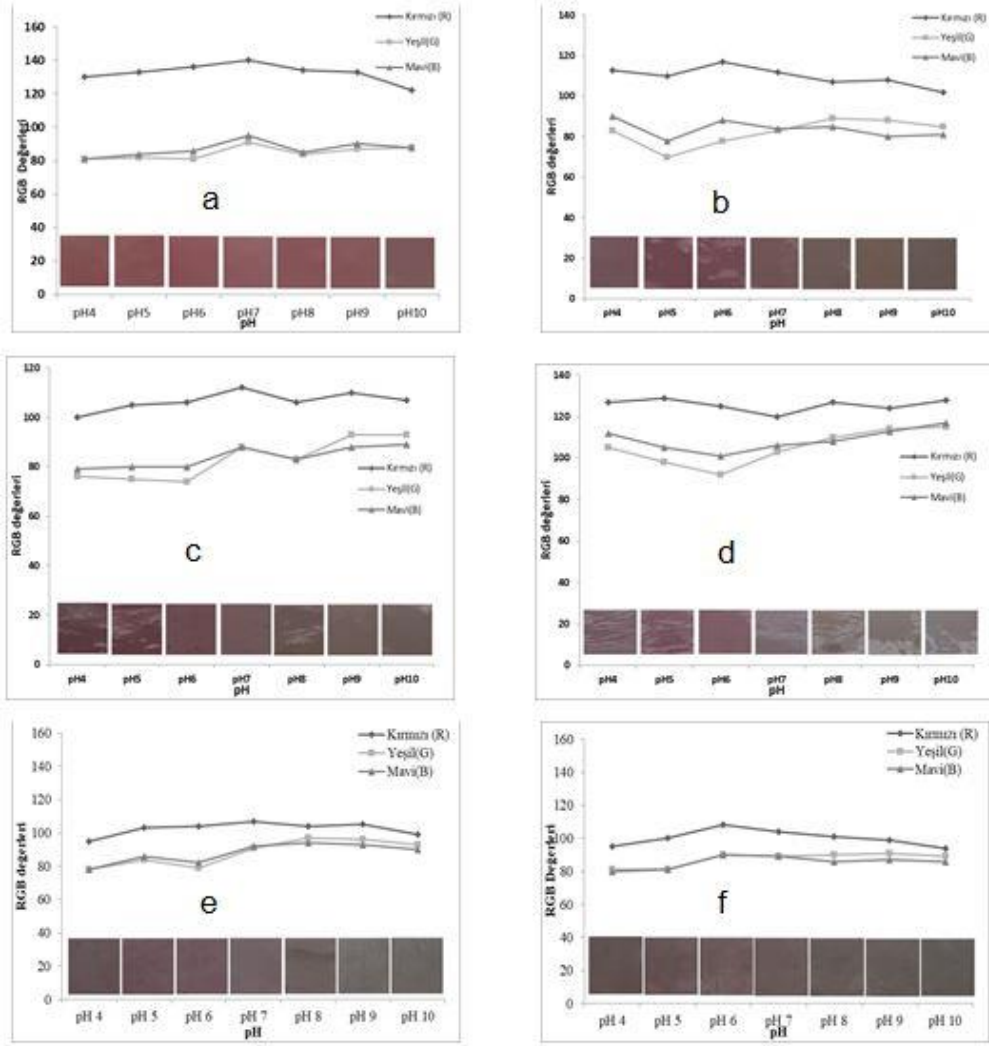 160
140
120
100
80
60
40
20
0
RGB Değerleri
Kırmızı (R)
Yeşil(G)
Mavi(B)
a
pH4 pH5 pH6 pH7 pH8 pH9 pH10
pH
140
120
100
80
60
40
20
0
RGB değerleri
Kırmızı (R)
Yeşil(G)
Mavi(B)
b
pH4 pH5 pH6 pH7 pH8 pH9 pH10
pH
120
100
80
60
40
20
0
RGB değerleri
Kırmızı (R)
Yeşil(G)
Mavi(B)
c
pH4 pH5 pH6 pH7 pH8 pH9 pH10
pH
140
120
100
80
60
40
20
0
RGB değerleri
Kırmızı (R)
Yeşil(G)
Mavi(B)
d
pH4 pH5 pH6 pH7 pH8 pH9 pH10
pH
160
140
120
100
80
60
40
20
0
RGB değerleri
Kırmızı (R)
Yeşil(G)
Mavi(B)
e
pH 4 pH 5 pH 6 pH 7 pH 8 pH 9 pH 10
pH
160
140
120
100
80
60
40
20
0
RGB Değerleri
Kırmızı (R)
Yeşil(G)
Mavi(B)
f
pH 4 pH 5 pH 6 pH 7 pH 8 pH 9 pH 10
pH